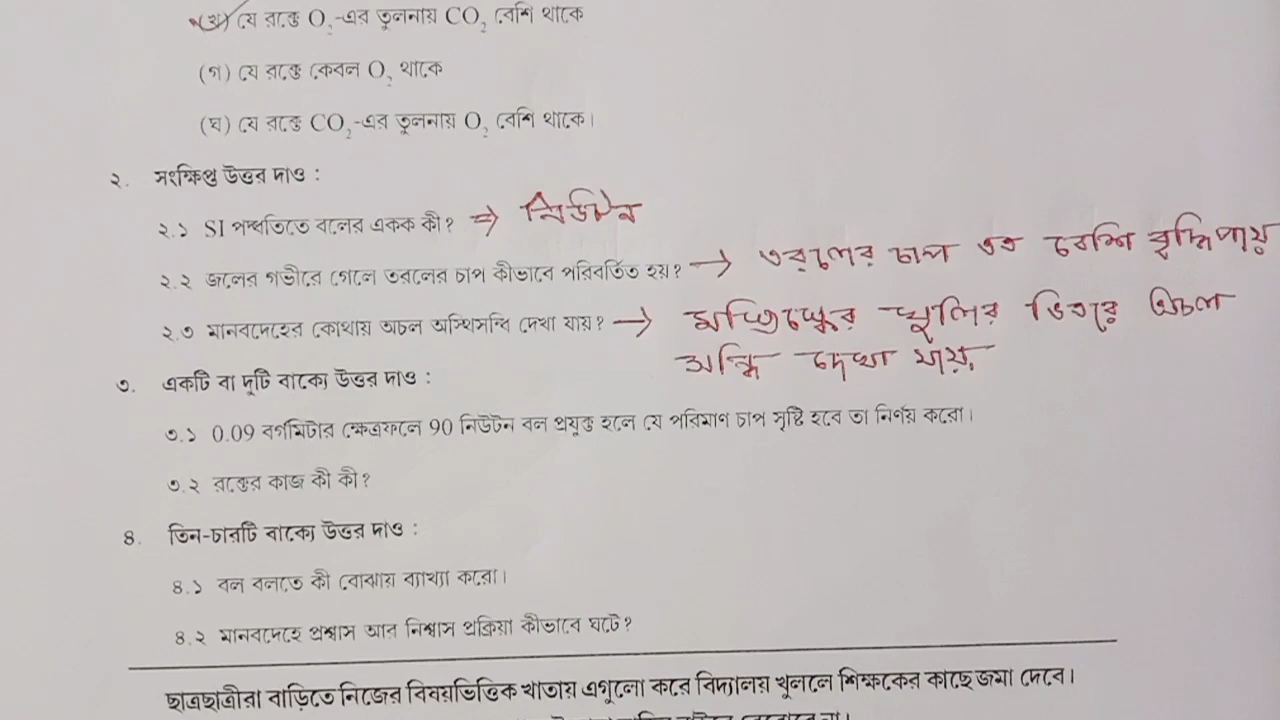 (খ) যে রক্তে O₂-এর তুলনায় CO₂ বেশি থাকে
(গ) যে রক্তে কেবল O₂ থাকে
(ঘ) যে রক্তে CO₂-এর তুলনায় O₂ বেশি থাকে।
২. সংক্ষিপ্ত উত্তর দাও :
২.১ SI পদ্ধতিতে বলের একক কী? ⇒ নিউটন
২.২ জলের গভীরে গেলে তরলের চাপ কীভাবে পরিবর্তিত হয়? → তরলের চাপ তত বেশি বৃদ্ধি পায়
২.৩ মানবদেহের কোথায় অচল অস্থিসন্ধি দেখা যায়? → মস্তিষ্কের খুলির ভিতরে অচল
সন্ধি দেখা যায়
৩. একটি বা দুটি বাক্যে উত্তর দাও :
৩.১ 0.09 বর্গমিটার ক্ষেত্রফলে 90 নিউটন বল প্রযুক্ত হলে যে পরিমাণ চাপ সৃষ্টি হবে তা নির্ণয় করো।
৩.২ রক্তের কাজ কী কী?
৪. তিন-চারটি বাক্যে উত্তর দাও :
৪.১ বল বলতে কী বোঝায় ব্যাখ্যা করো।
৪.২ মানবদেহে প্রশ্বাস আর নিশ্বাস প্রক্রিয়া কীভাবে ঘটে?
ছাত্রছাত্রীরা বাড়িতে নিজের বিষয়ভিত্তিক খাতায় এগুলো করে বিদ্যালয় খুললে শিক্ষকের কাছে জমা দেবে।